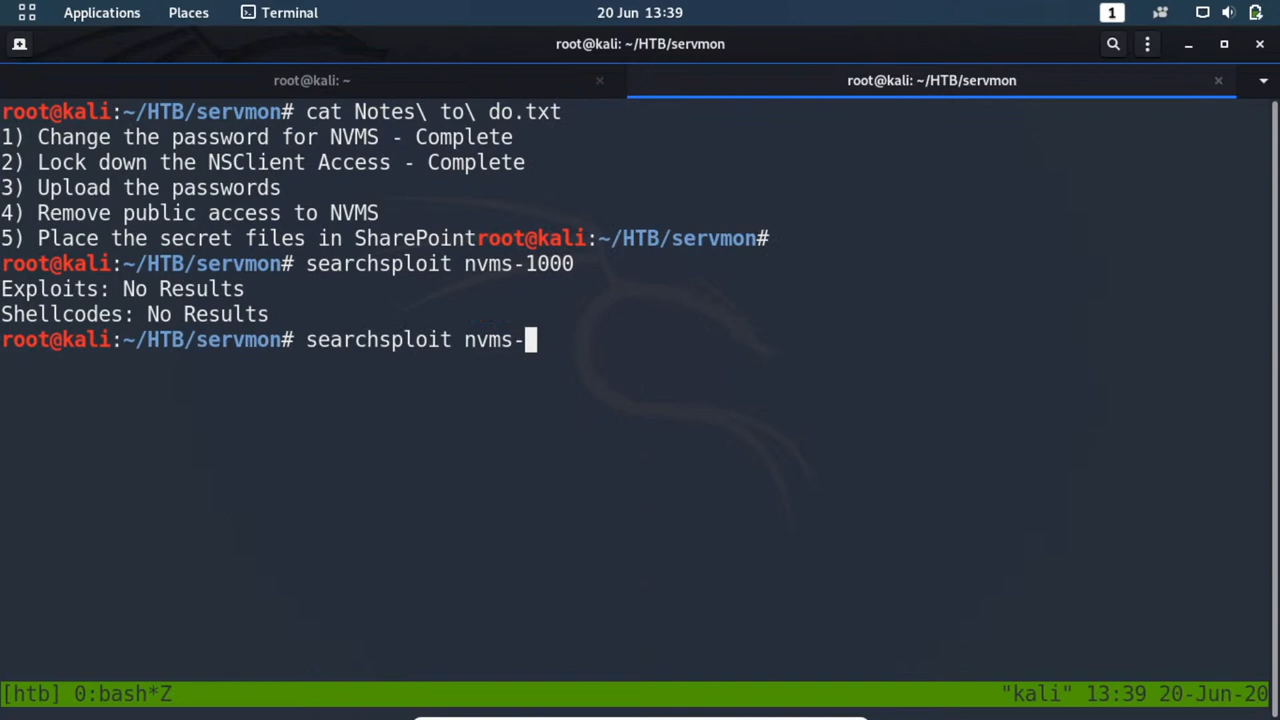 Applications Places Terminal 20 Jun 13:39 1
root@kali: ~/HTB/servmon
root@kali: ~ root@kali: ~/HTB/servmon
root@kali:~/HTB/servmon# cat Notes\ to\ do.txt
1) Change the password for NVMS - Complete
2) Lock down the NSClient Access - Complete
3) Upload the passwords
4) Remove public access to NVMS
5) Place the secret files in SharePointroot@kali:~/HTB/servmon#
root@kali:~/HTB/servmon# searchsploit nvms-1000
Exploits: No Results
Shellcodes: No Results
root@kali:~/HTB/servmon# searchsploit nvms-
[htb] 0:bash*Z "kali" 13:39 20-Jun-20